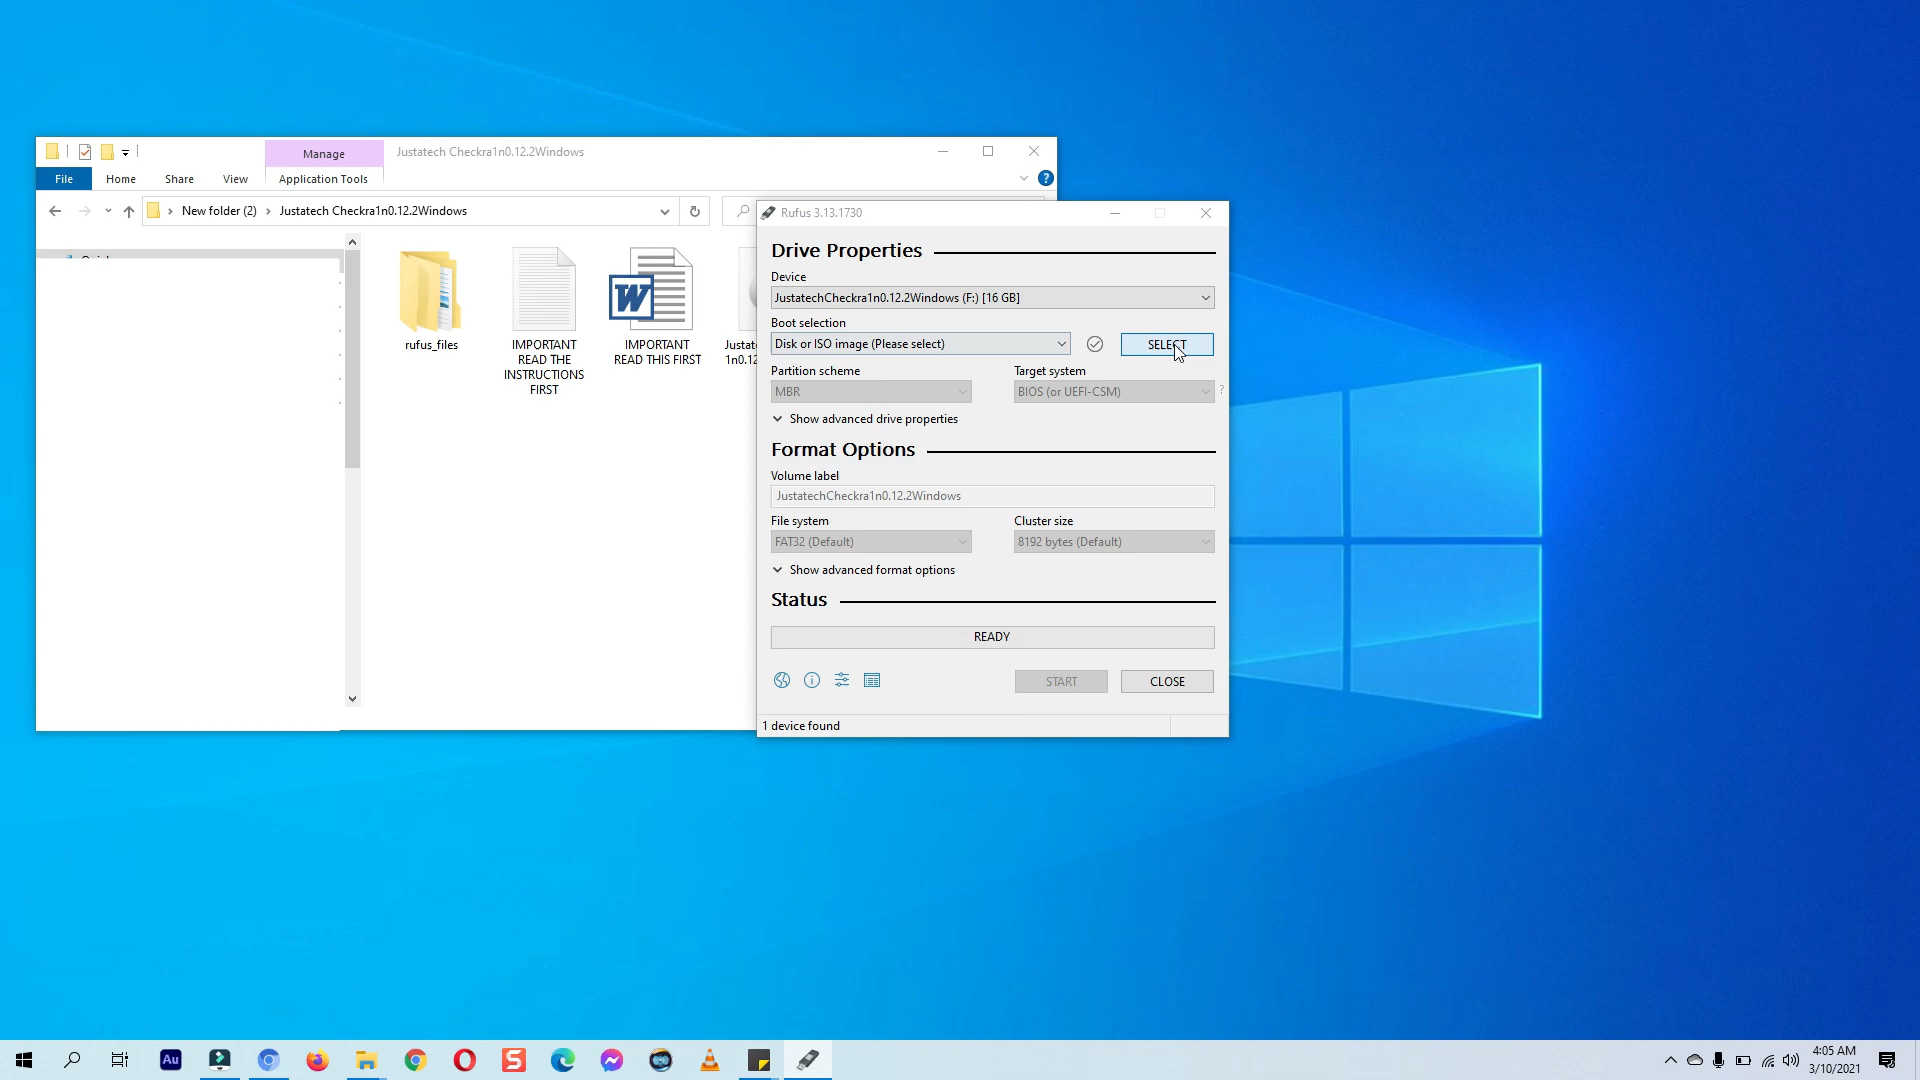 Manage
Justatech Checkra1n0.12.2Windows
File
Home
Share
View
Application Tools
?
New folder (2)
Justatech Checkra1n0.12.2Windows
rufus_files
IMPORTANT
READ THE
INSTRUCTIONS
FIRST
W
IMPORTANT
READ THIS FIRST
Rufus 3.13.1730
Drive Properties
Device
JustatechCheckra1n0.12.2Windows (F:) [16 GB]
Boot selection
Disk or ISO image (Please select)
SELECT
Partition scheme
Target system
MBR
BIOS (or UEFI-CSM)
?
Show advanced drive properties
Format Options
Volume label
JustatechCheckra1n0.12.2Windows
File system
Cluster size
FAT32 (Default)
8192 bytes (Default)
Show advanced format options
Status
READY
START
CLOSE
1 device found
Au
S
4:05 AM
3/10/2021